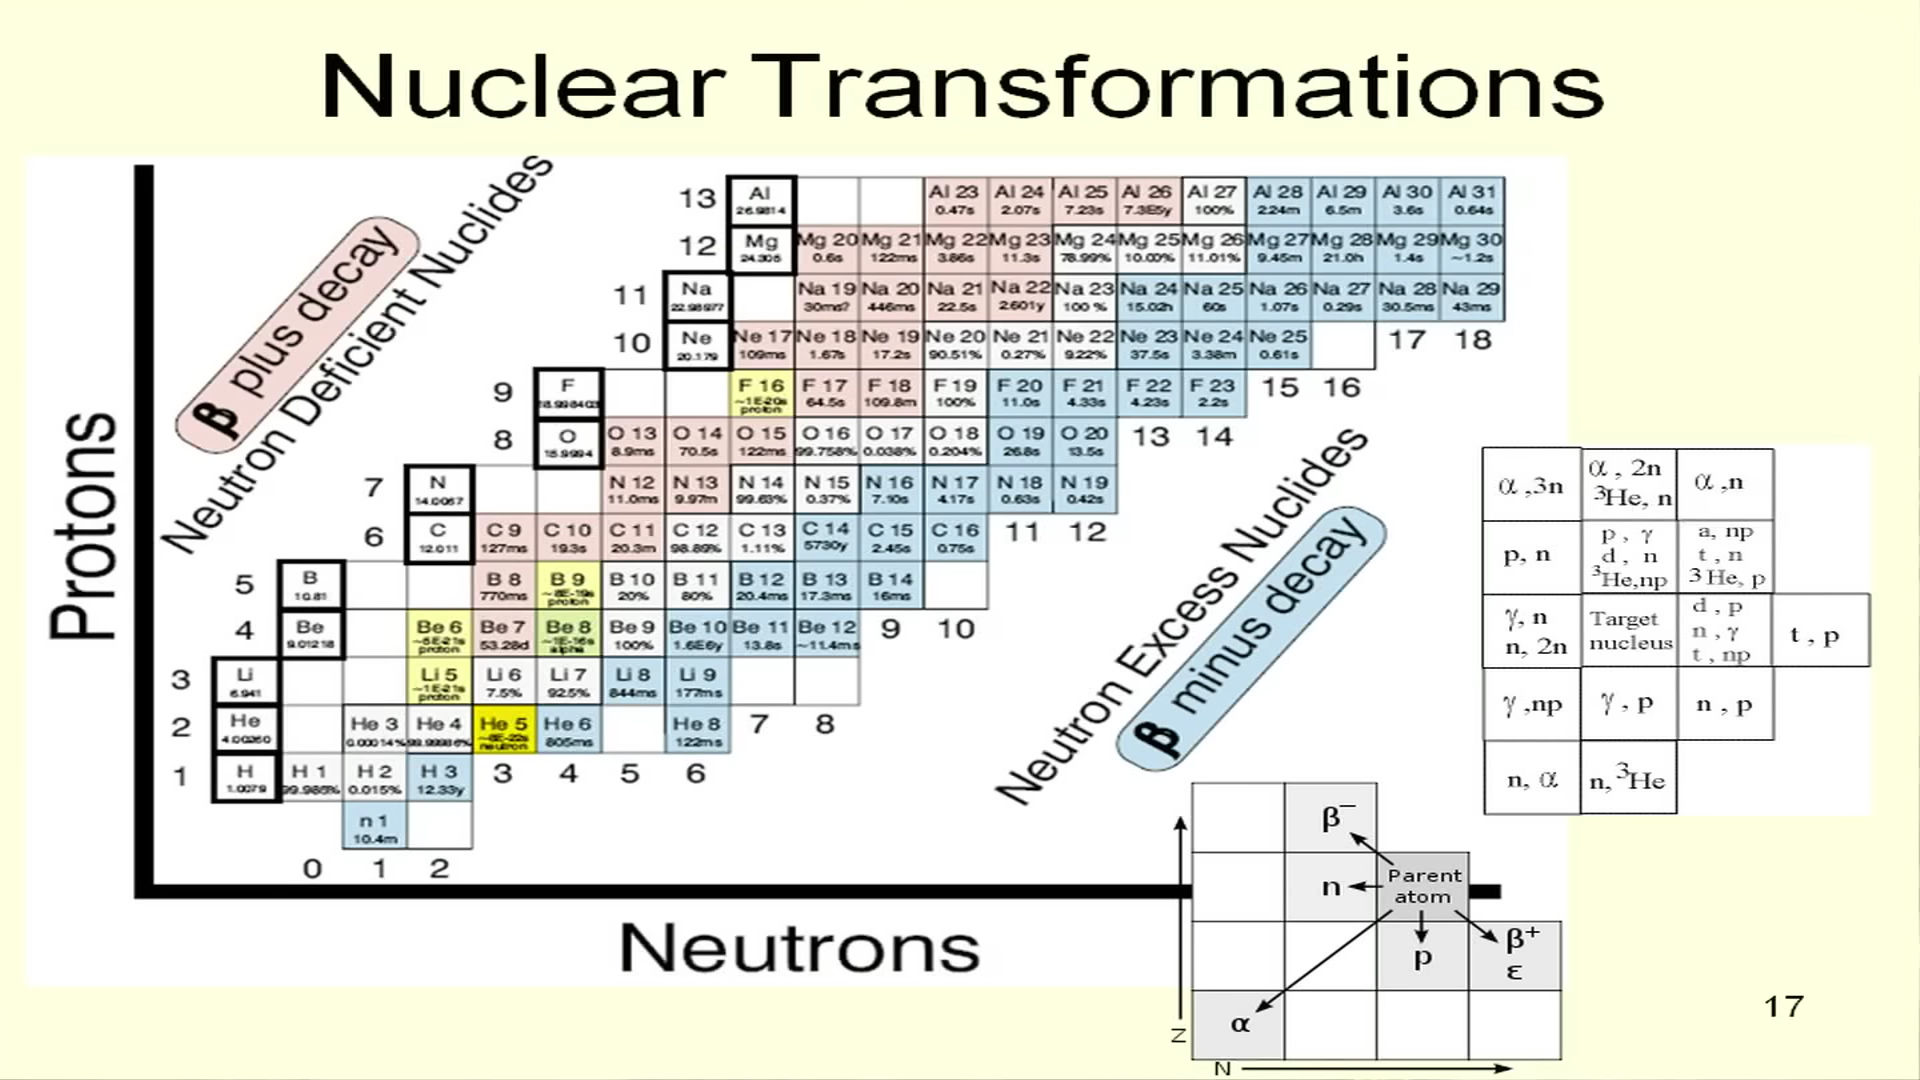 Nuclear Transformations
Protons
β plus decay
Neutron Deficient Nuclides
13 Al Al 23 Al 24 Al 25 Al 26 Al 27 Al 28 Al 29 Al 30 Al 31
26.9814 0.47s 2.07s 7.23s 7.3E5y 100% 2.24m 6.5m 3.6s 0.64s
12 Mg Mg 20 Mg 21 Mg 22 Mg 23 Mg 24 Mg 25 Mg 26 Mg 27 Mg 28 Mg 29 Mg 30
24.305 0.6s 122ms 3.86s 11.3s 78.99% 10.00% 11.01% 9.45m 21.0h 1.4s ~1.2s
11 Na Na 19 Na 20 Na 21 Na 22 Na 23 Na 24 Na 25 Na 26 Na 27 Na 28 Na 29
22.98977 30ms? 446ms 22.5s 2.601y 100 % 15.02h 60s 1.07s 0.29s 30.5ms 43ms
10 Ne Ne 17 Ne 18 Ne 19 Ne 20 Ne 21 Ne 22 Ne 23 Ne 24 Ne 25 17 18
20.179 109ms 1.67s 17.2s 90.51% 0.27% 9.22% 37.5s 3.38m 0.61s
9 F F 16 F 17 F 18 F 19 F 20 F 21 F 22 F 23 15 16
18.998403 ~1E-20s 64.5s 109.8m 100% 11.0s 4.33s 4.23s 2.2s
proton
8 O O 13 O 14 O 15 O 16 O 17 O 18 O 19 O 20 13 14
15.9994 8.9ms 70.5s 122ms 99.758% 0.038% 0.204% 26.8s 13.5s
7 N N 12 N 13 N 14 N 15 N 16 N 17 N 18 N 19
14.0067 11.0ms 9.97m 99.63% 0.37% 7.10s 4.17s 0.63s 0.42s
6 C C 9 C 10 C 11 C 12 C 13 C 14 C 15 C 16 11 12
12.011 127ms 19.3s 20.3m 98.89% 1.11% 5730y 2.45s 0.75s
5 B B 8 B 9 B 10 B 11 B 12 B 13 B 14
10.81 770ms ~8E-19s 20% 80% 20.4ms 17.3ms 16ms
proton
4 Be Be 6 Be 7 Be 8 Be 9 Be 10 Be 11 Be 12 9 10
9.01218 ~5E-21s 53.28d ~1E-16s 100% 1.6E6y 13.8s ~11.4ms
proton alpha
3 Li Li 5 Li 6 Li 7 Li 8 Li 9
6.941 ~1E-21s 7.5% 92.5% 844ms 177ms
proton
2 He He 3 He 4 He 5 He 6 He 8 7 8
4.00260 0.00014% 99.99986% ~8E-22s 805ms 122ms
neutron
1 H H 1 H 2 H 3 3 4 5 6
1.0079 99.985% 0.015% 12.33y
n 1
10.4m
0 1 2
Neutrons
Neutron Excess Nuclides
β minus decay
α ,3n α , 2n α ,n
³He, n
p , γ a, np
p, n d , n t , n
³He,np ³ He, p
γ, n Target d , p
n, 2n nucleus n , γ t , p
t , np
γ ,np γ , p n , p
n, α n, ³He
β−
Parent
n atom
p β+
ε
α
Z
N
17